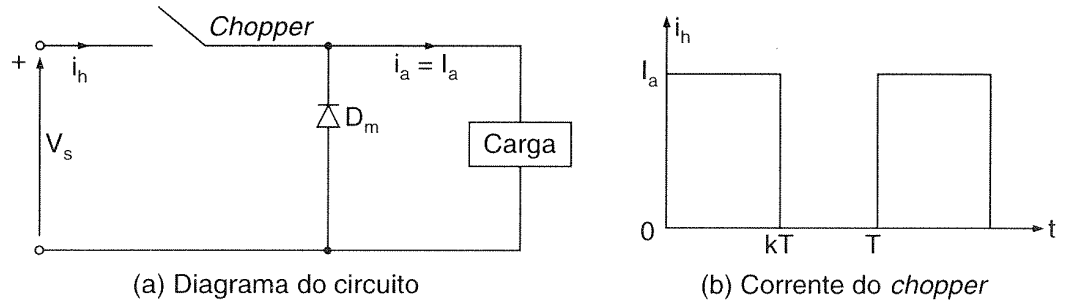 Chopper
+
i_h
i_a = I_a
V_s
D_m
Carga
(a) Diagrama do circuito
i_h
I_a
0
kT
T
t
(b) Corrente do chopper